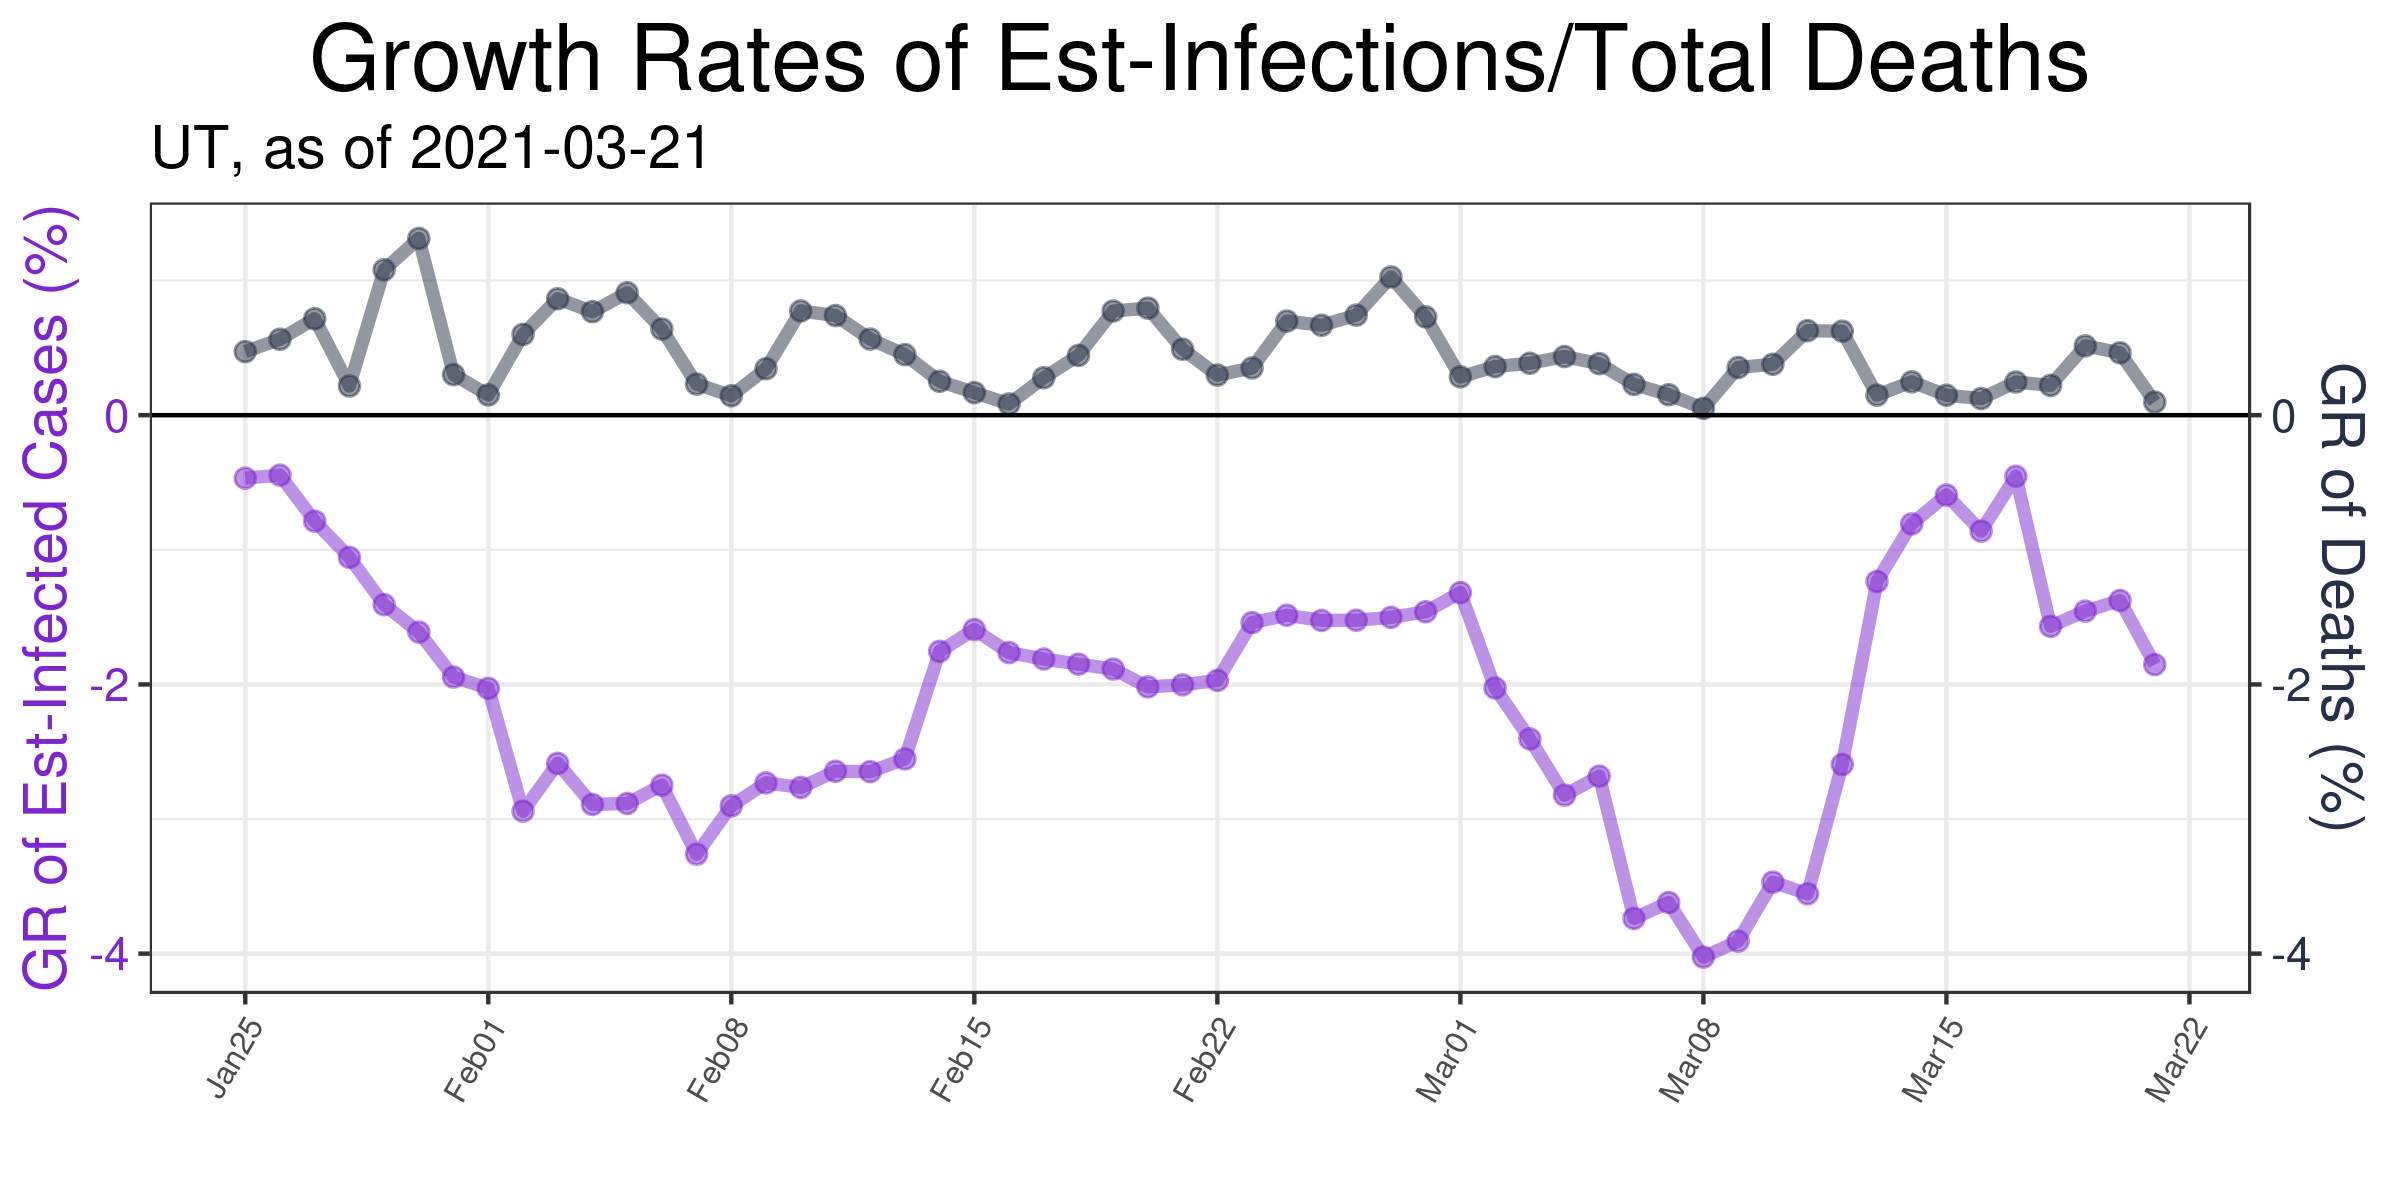 Growth Rates of Est-Infections/Total Deaths
UT, as of 2021-03-21
GR of Est-Infected Cases (%)
0
-2
-4
0
-2
-4
GR of Deaths (%)
Jan25
Feb01
Feb08
Feb15
Feb22
Mar01
Mar08
Mar15
Mar22